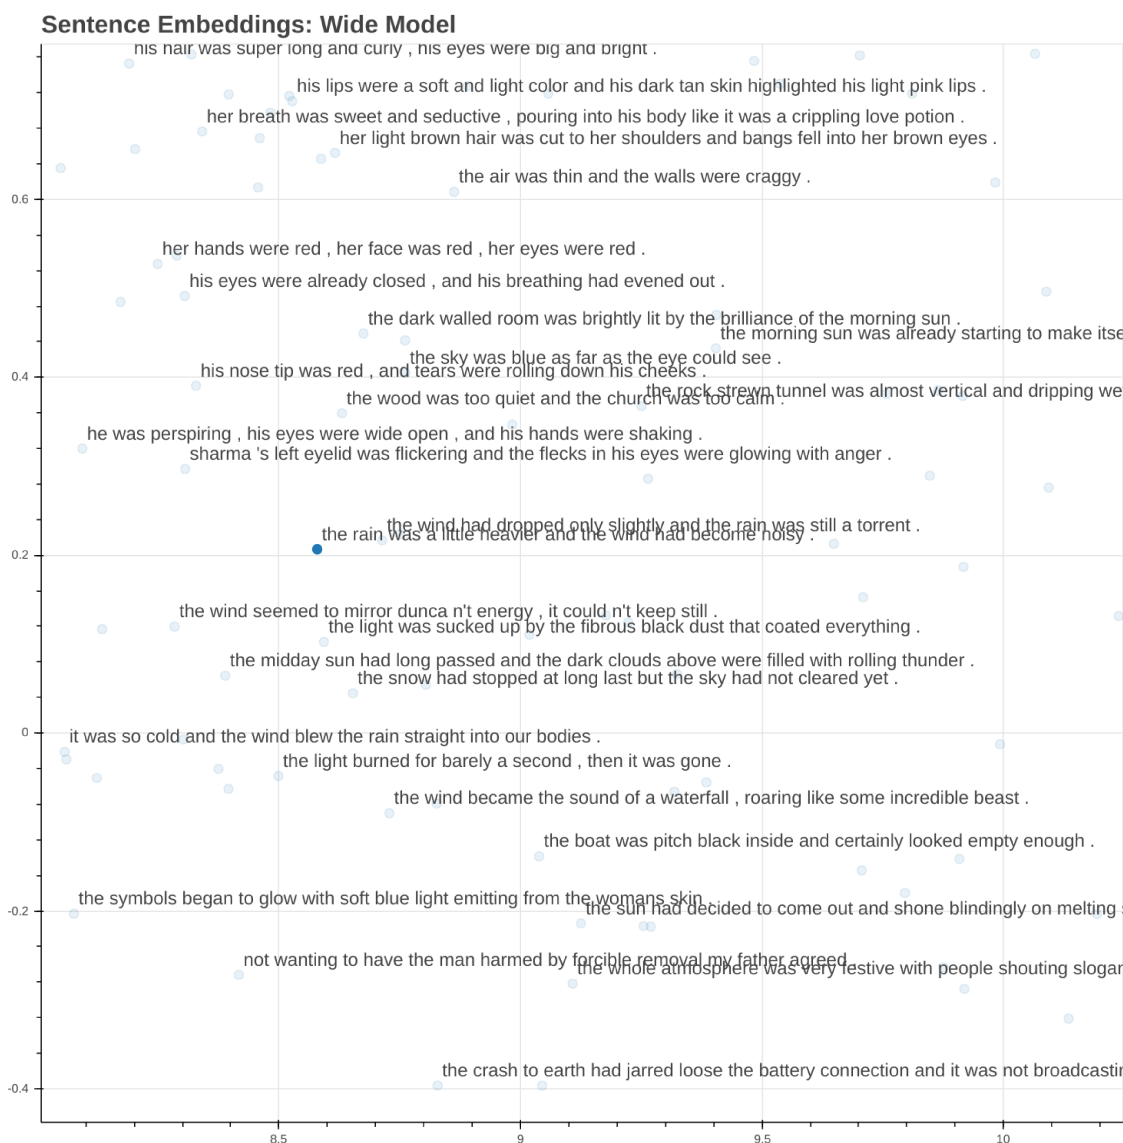 Sentence Embeddings: Wide Model
his hair was super long and curly , his eyes were big and bright .
his lips were a soft and light color and his dark tan skin highlighted his light pink lips .
her breath was sweet and seductive , pouring into his body like it was a crippling love potion .
her light brown hair was cut to her shoulders and bangs fell into her brown eyes .
the air was thin and the walls were craggy .
0.6
her hands were red , her face was red , her eyes were red .
his eyes were already closed , and his breathing had evened out .
the dark walled room was brightly lit by the brilliance of the morning sun .
the morning sun was already starting to make itse
the sky was blue as far as the eye could see .
his nose tip was red , and tears were rolling down his cheeks .
0.4
the rock strewn tunnel was almost vertical and dripping we
the wood was too quiet and the church was too calm .
he was perspiring , his eyes were wide open , and his hands were shaking .
sharma 's left eyelid was flickering and the flecks in his eyes were glowing with anger .
the wind had dropped only slightly and the rain was still a torrent .
the rain was a little heavier and the wind had become noisy .
0.2
the wind seemed to mirror dunca n't energy , it could n't keep still .
the light was sucked up by the fibrous black dust that coated everything .
the midday sun had long passed and the dark clouds above were filled with rolling thunder .
the snow had stopped at long last but the sky had not cleared yet .
0
it was so cold and the wind blew the rain straight into our bodies .
the light burned for barely a second , then it was gone .
the wind became the sound of a waterfall , roaring like some incredible beast .
the boat was pitch black inside and certainly looked empty enough .
the symbols began to glow with soft blue light emitting from the womans skin .
-0.2
the sun had decided to come out and shone blindingly on melting s
not wanting to have the man harmed by forcible removal my father agreed .
the whole atmosphere was very festive with people shouting slogan
the crash to earth had jarred loose the battery connection and it was not broadcastin
-0.4
8.5 9 9.5 10